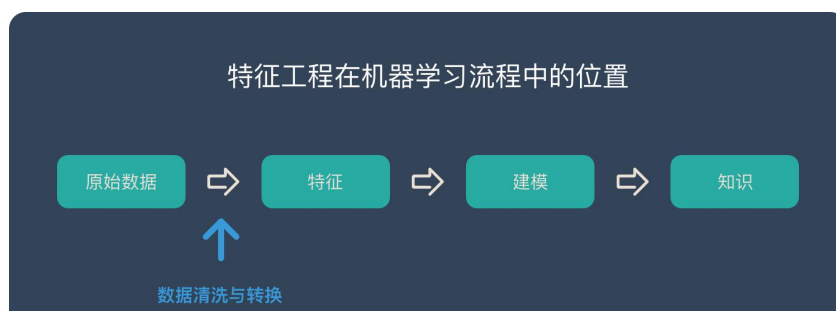 特征工程在机器学习流程中的位置
原始数据
特征
建模
知识
数据清洗与转换